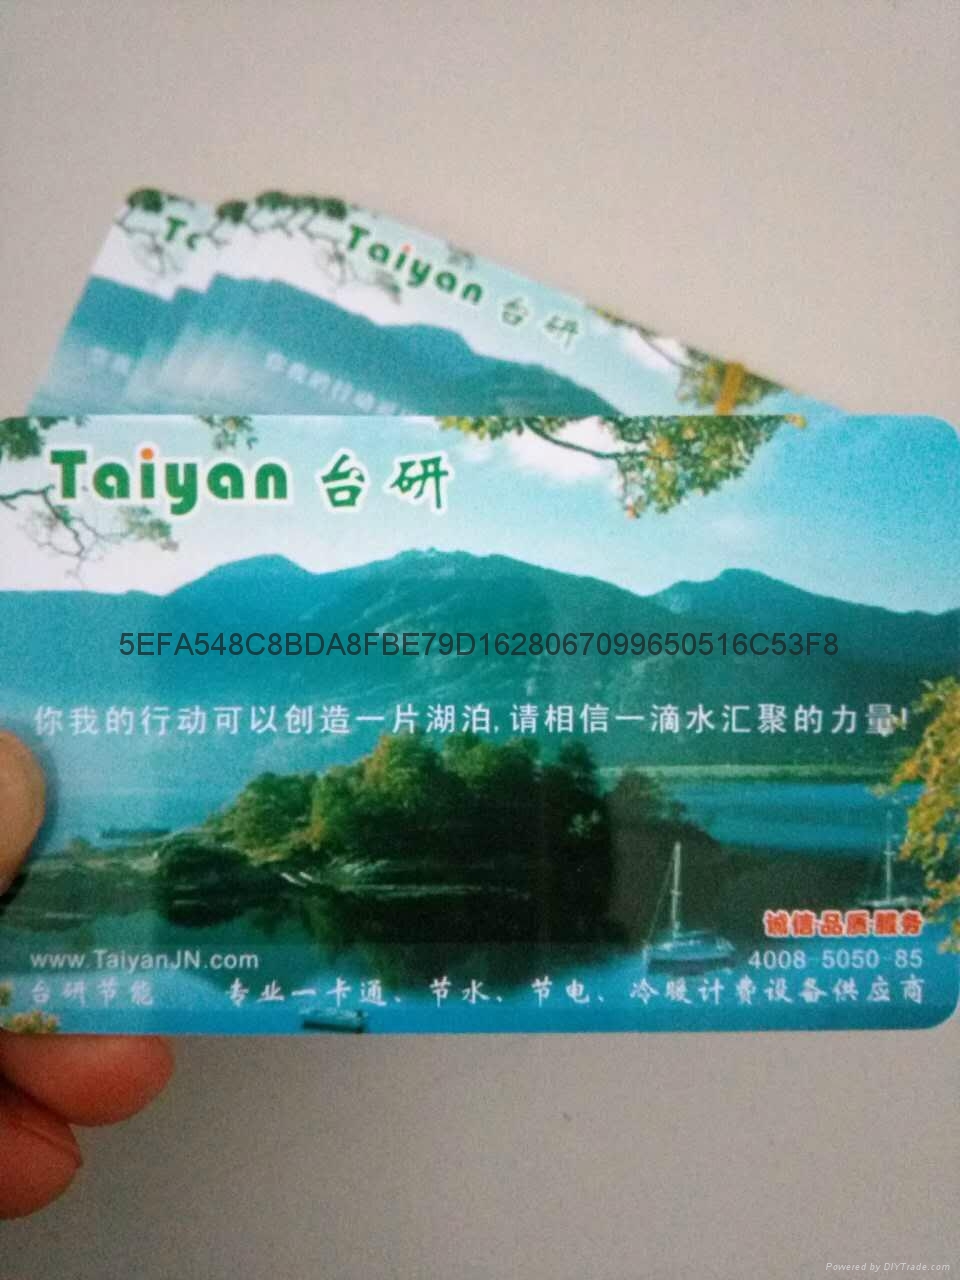 Ta
Taiyan 台研
Taiyan 台研
5EFA548C8BDA8FBE79D1628067099650516C53F8
你我的行动可以创造一片湖泊,请相信一滴水汇聚的力量!
诚信·品质·服务
www.TaiyanJN.com 4008-5050-85
台研节能 专业一卡通、节水、节电、冷暖计费设备供应商
Powered by DIYTrade.com